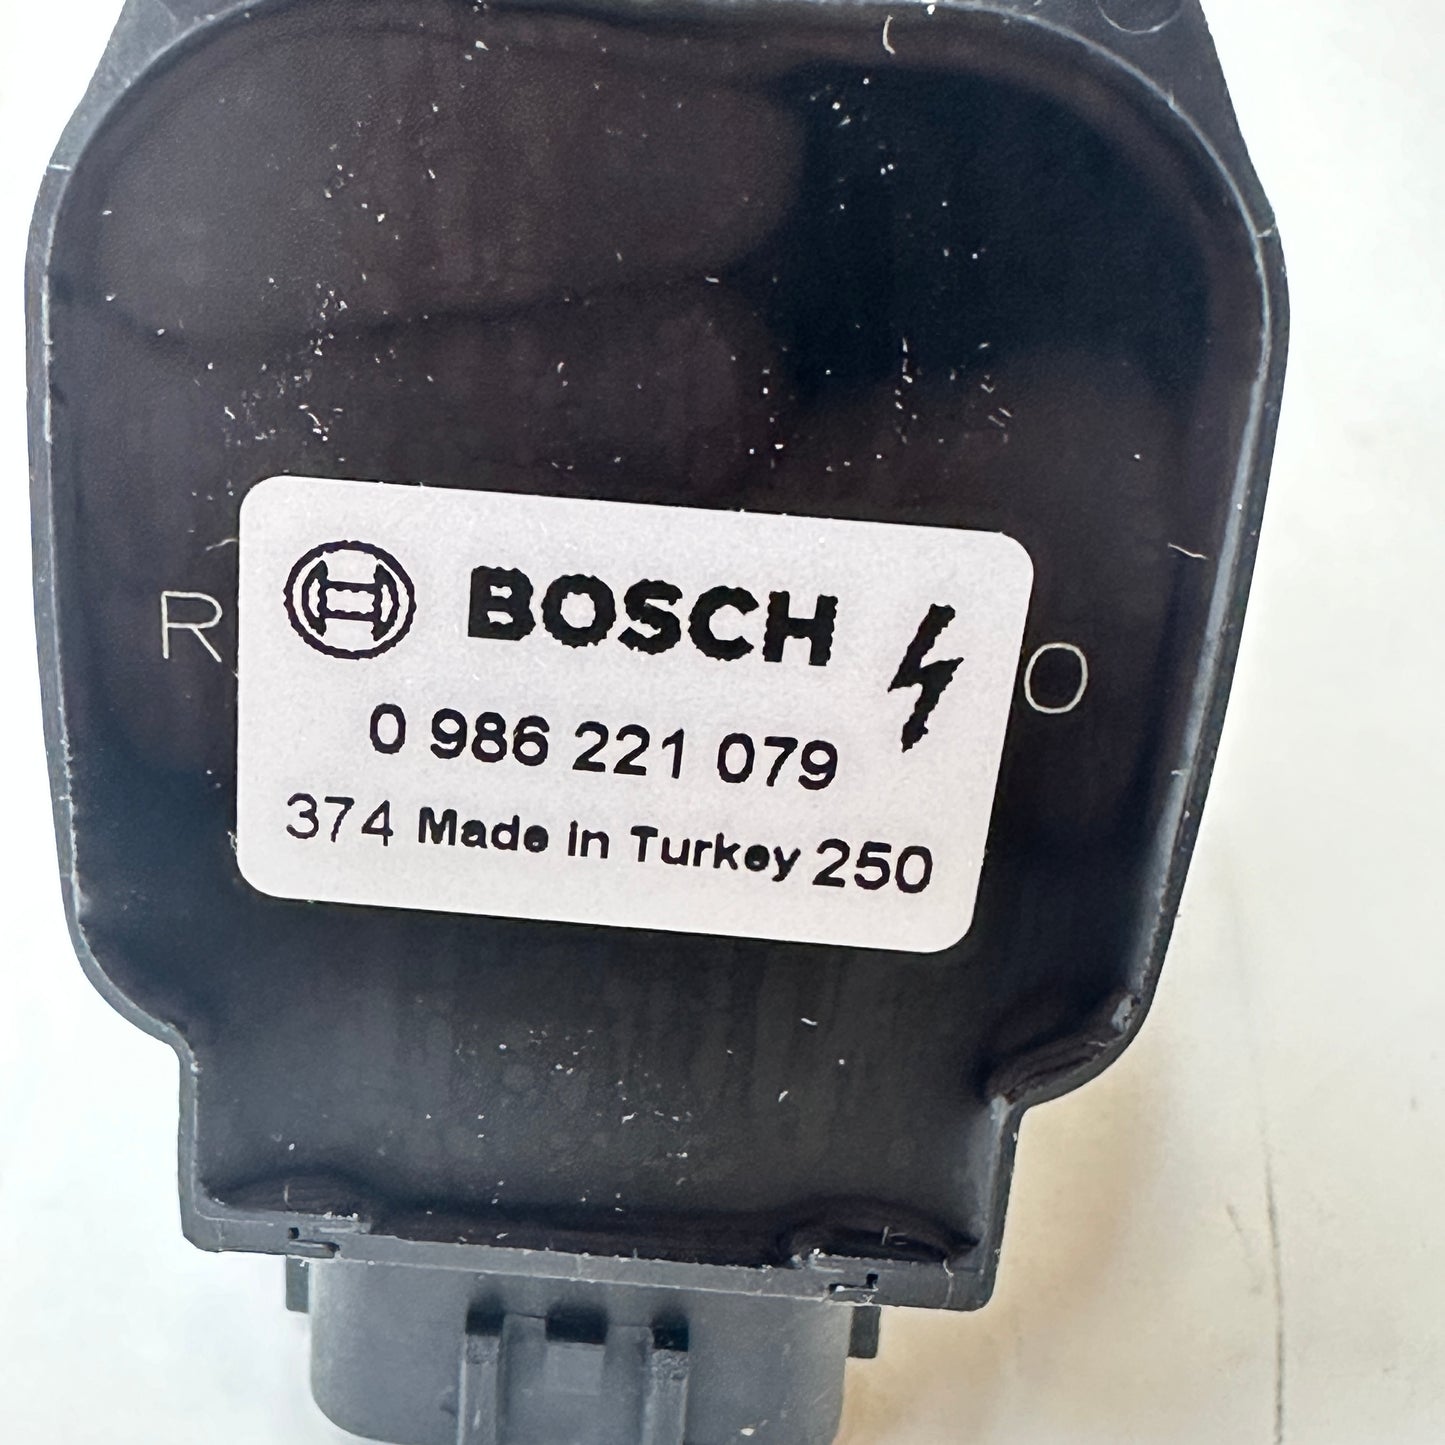 BOSCH
R O
0 986 221 079
374 Made in Turkey 250